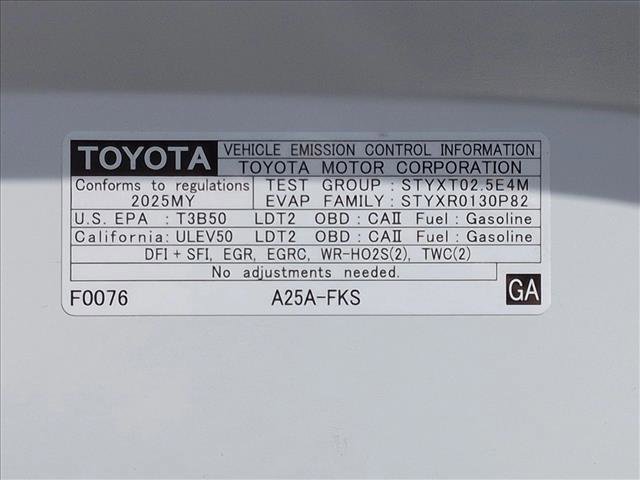 TOYOTA VEHICLE EMISSION CONTROL INFORMATION
TOYOTA MOTOR CORPORATION
Conforms to regulations TEST GROUP : STYXT02.5E4M
2025MY EVAP FAMILY : STYXR0130P82
U.S. EPA : T3B50 LDT2 OBD : CAII Fuel : Gasoline
California: ULEV50 LDT2 OBD : CAII Fuel : Gasoline
DFI + SFI, EGR, EGRC, WR-HO2S(2), TWC(2)
No adjustments needed.
F0076 A25A-FKS GA